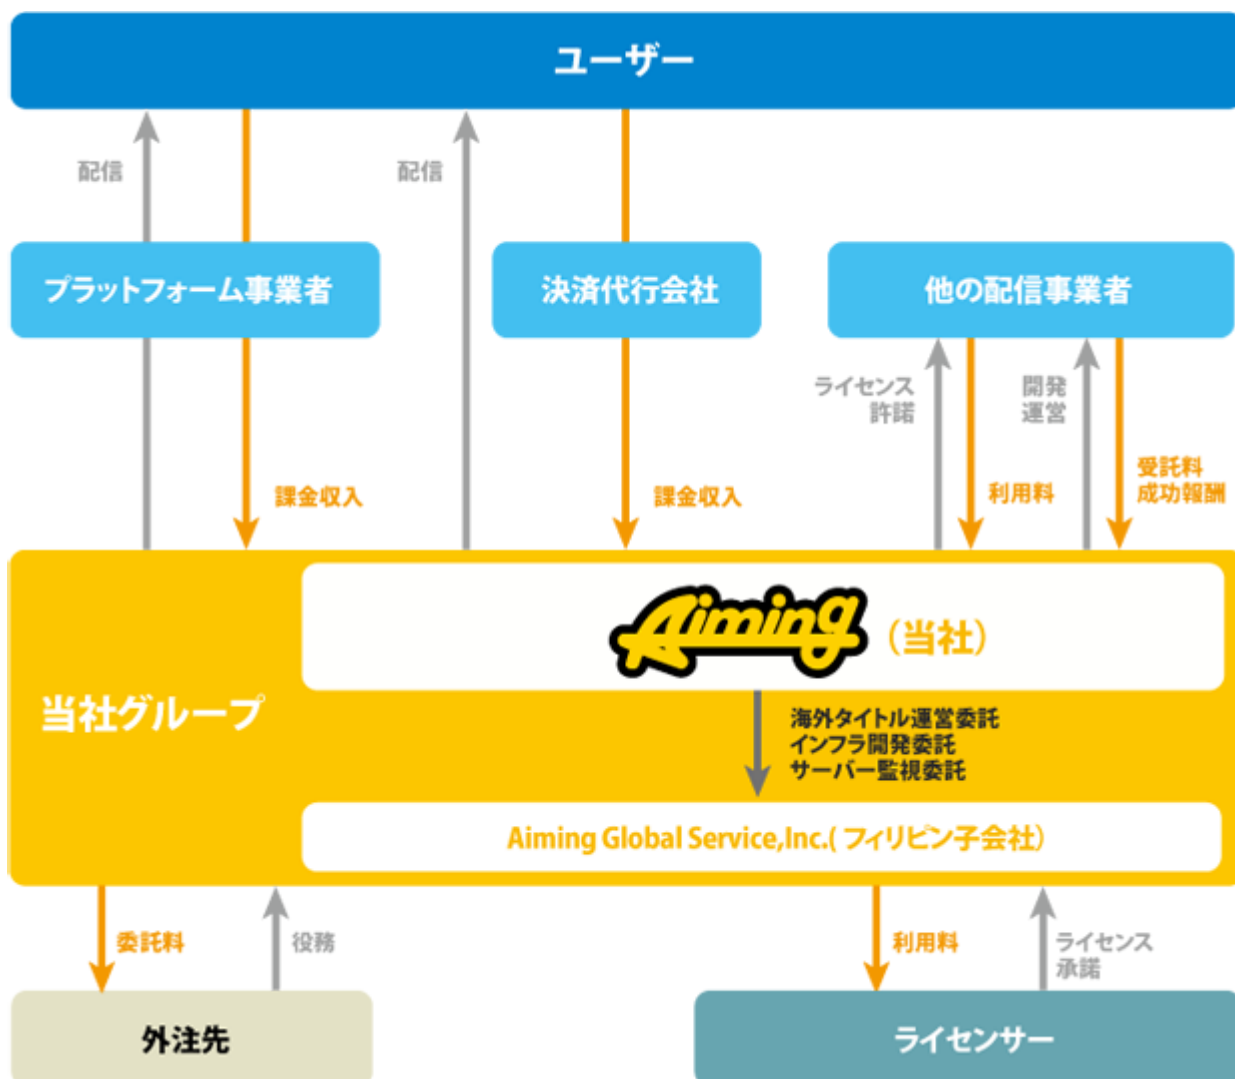 ユーザー
配信
配信
プラットフォーム事業者
決済代行会社
他の配信事業者
ライセンス
許諾
開発
運営
課金収入
課金収入
利用料
受託料
成功報酬
Aiming
(当社)
当社グループ
海外タイトル運営委託
インフラ開発委託
サーバー監視委託
Aiming Global Service,Inc.(フィリピン子会社)
委託料
役務
利用料
ライセンス
承諾
外注先
ライセンサー